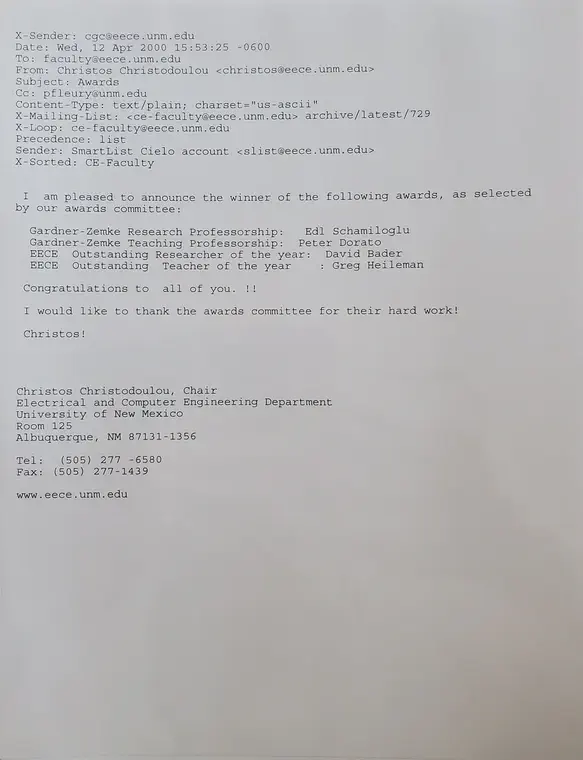 X-Sender: cgc@eece.unm.edu
Date: Wed, 12 Apr 2000 15:53:25 -0600
To: faculty@eece.unm.edu
From: Christos Christodoulou <christos@eece.unm.edu>
Subject: Awards
Cc: pfleury@unm.edu
Content-Type: text/plain; charset="us-ascii"
X-Mailing-List: <ce-faculty@eece.unm.edu> archive/latest/729
X-Loop: ce-faculty@eece.unm.edu
Precedence: list
Sender: SmartList Cielo account <slist@eece.unm.edu>
X-Sorted: CE-Faculty
I am pleased to announce the winner of the following awards, as selected
by our awards committee:
Gardner-Zemke Research Professorship: Edl Schamiloglu
Gardner-Zemke Teaching Professorship: Peter Dorato
EECE Outstanding Researcher of the year: David Bader
EECE Outstanding Teacher of the year : Greg Heileman
Congratulations to all of you. !!
I would like to thank the awards committee for their hard work!
Christos!
Christos Christodoulou, Chair
Electrical and Computer Engineering Department
University of New Mexico
Room 125
Albuquerque, NM 87131-1356
Tel: (505) 277 -6580
Fax: (505) 277-1439
www.eece.unm.edu